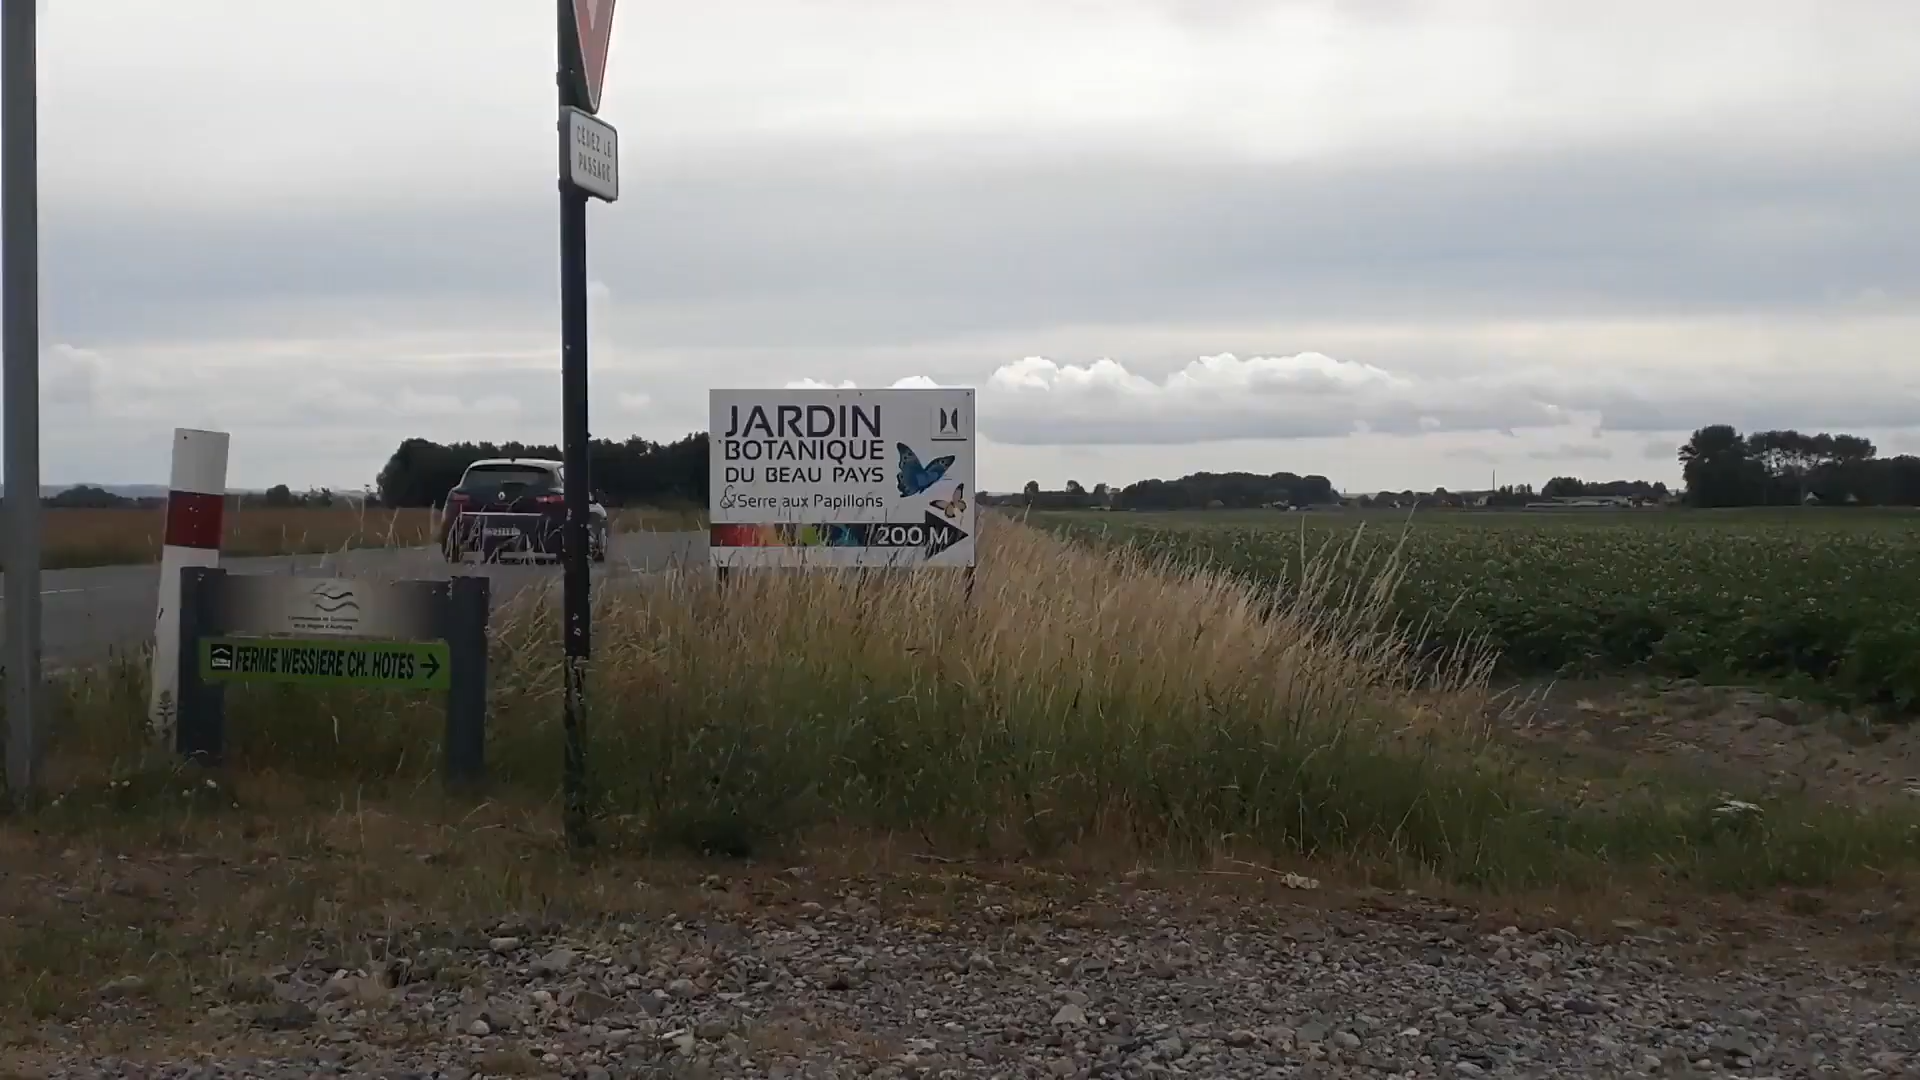 CÉDEZ LE
PASSAGE
JARDIN
BOTANIQUE
DU BEAU PAYS
& Serre aux Papillons
200 M
FERME WESSIERE CH. HOTES